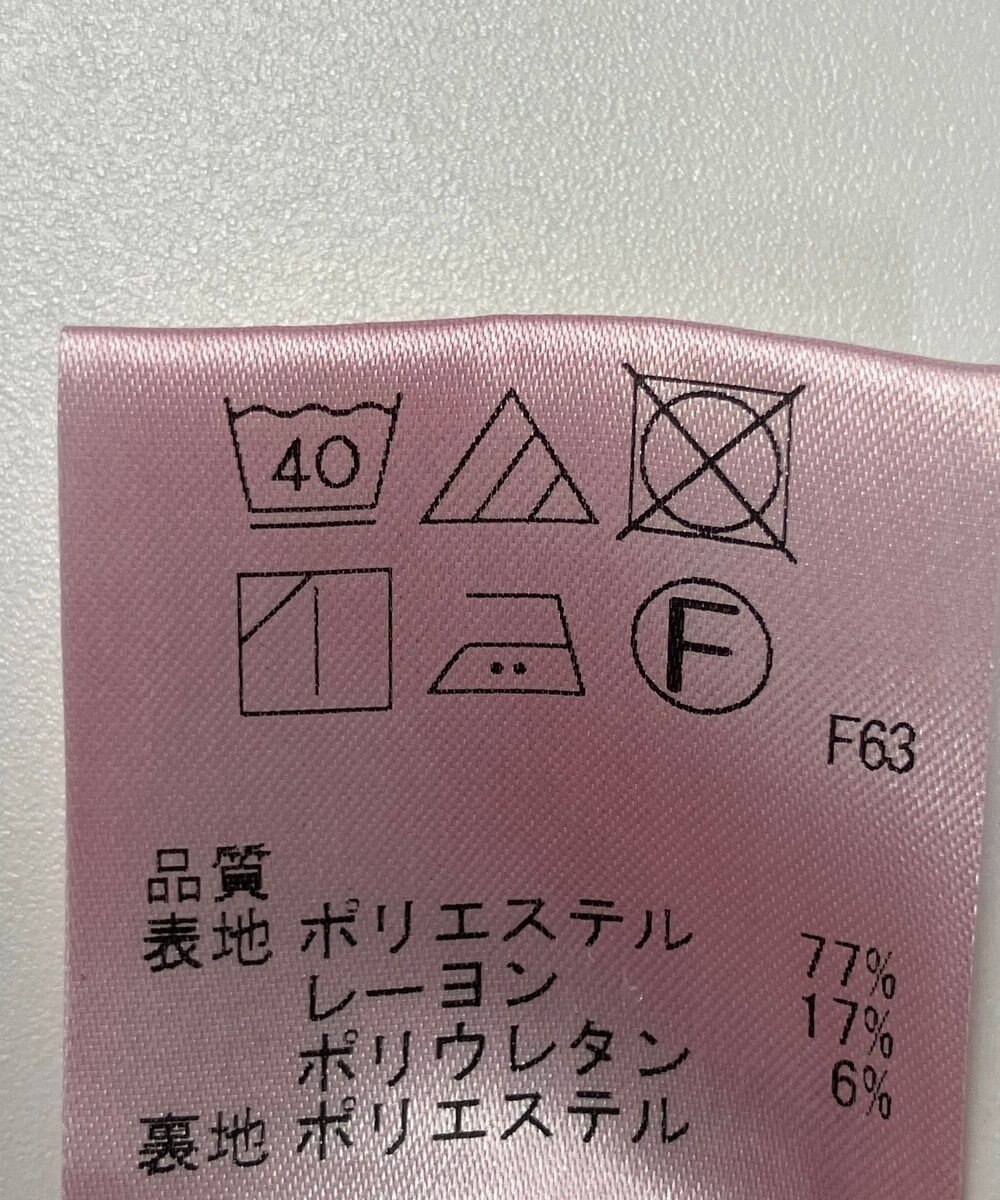 40
F
F63
品質
表地 ポリエステル 77%
レーヨン 17%
ポリウレタン 6%
裏地 ポリエステル